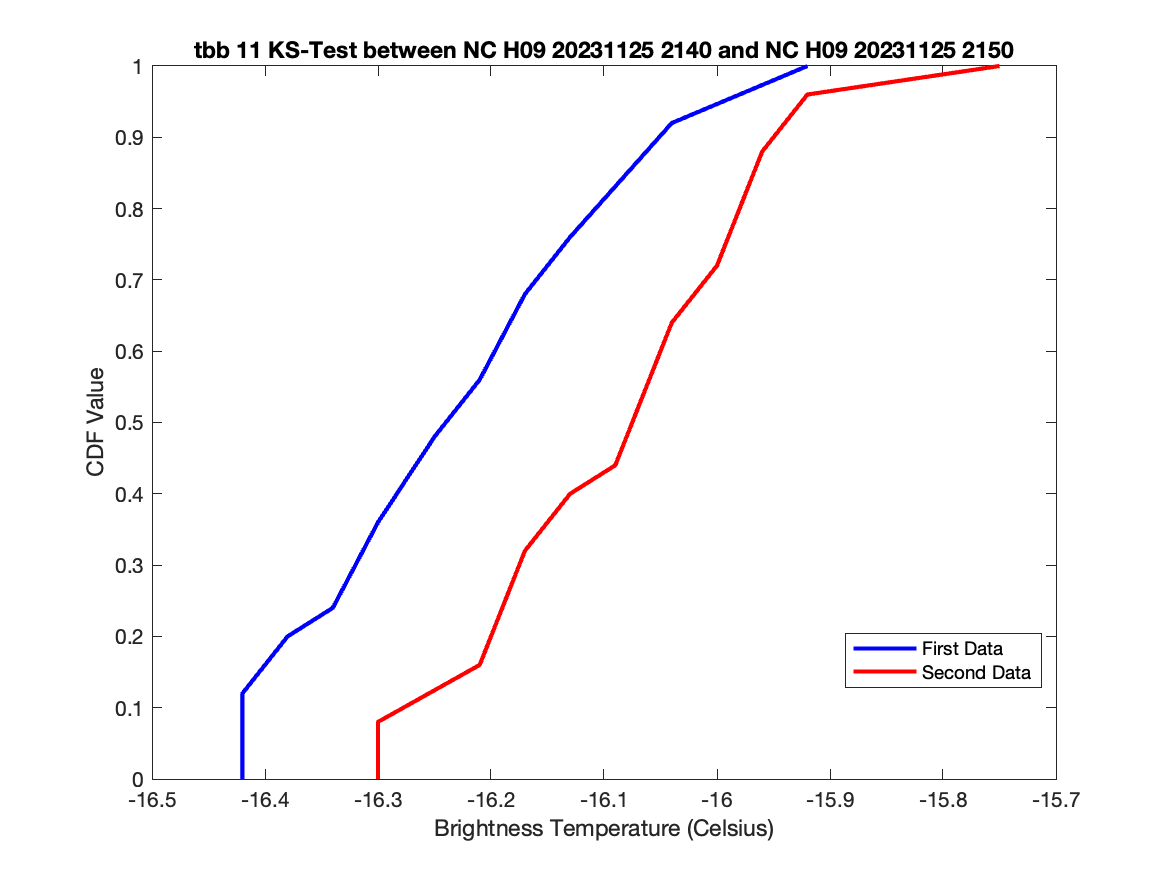 tbb 11 KS-Test between NC H09 20231125 2140 and NC H09 20231125 2150
1
0.9
0.8
0.7
0.6
0.5
0.4
0.3
0.2
0.1
0
CDF Value
First Data
Second Data
-16.5 -16.4 -16.3 -16.2 -16.1 -16 -15.9 -15.8 -15.7
Brightness Temperature (Celsius)